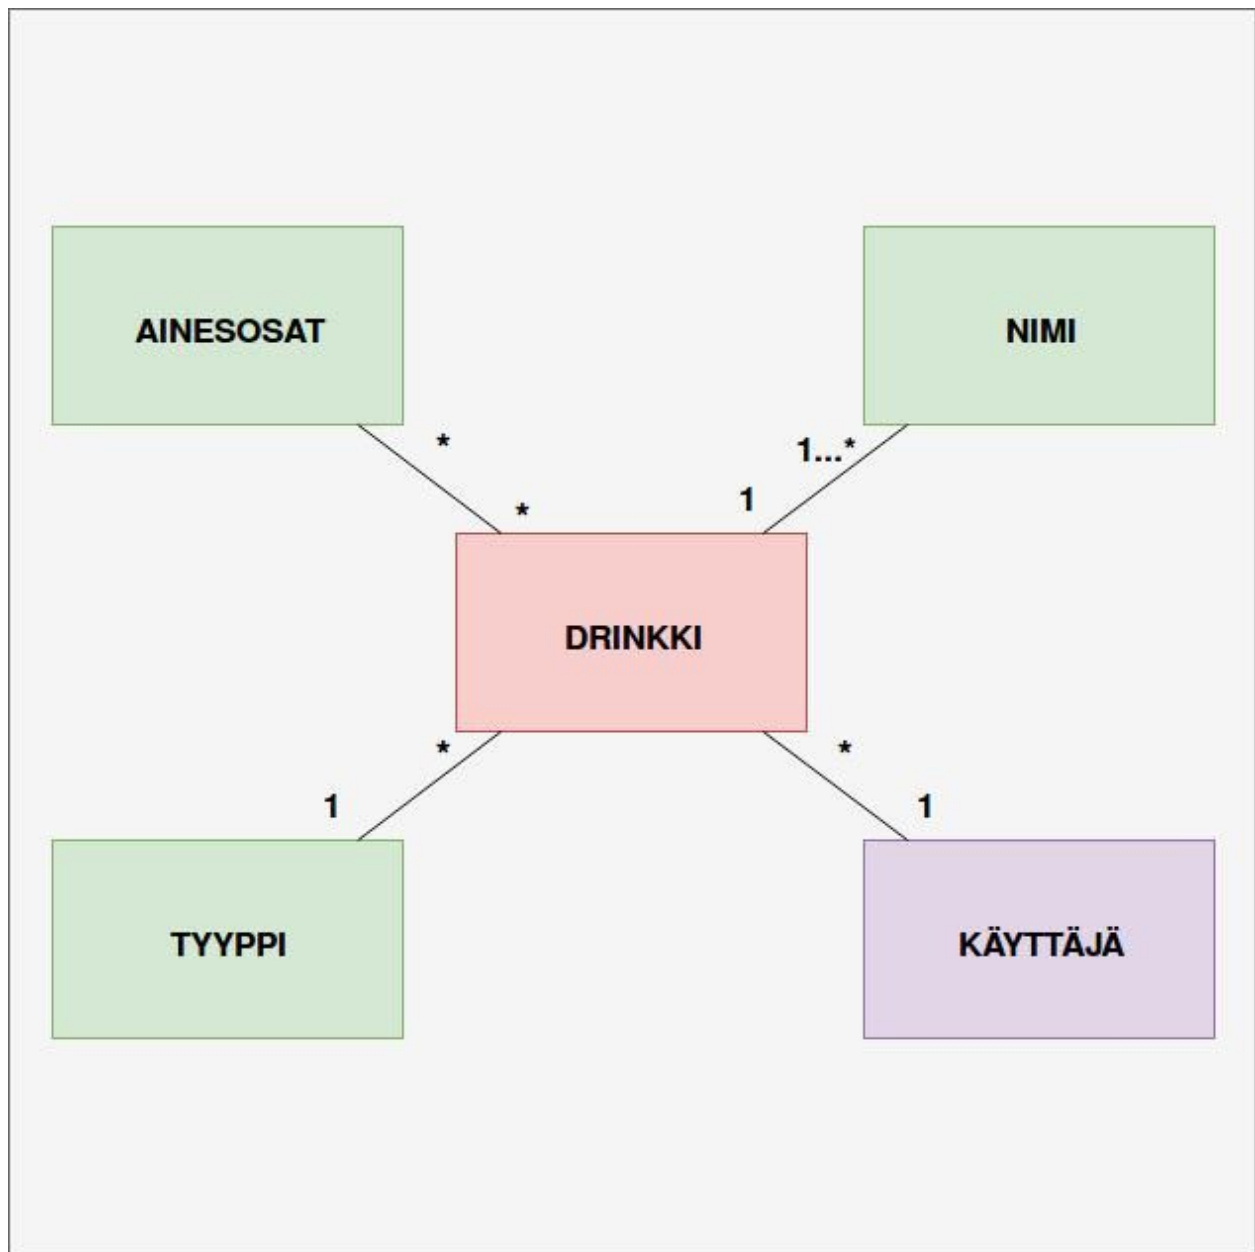 AINESOSAT
NIMI
*
1...*
*
1
DRINKKI
*
*
1
1
TYYPPI
KÄYTTÄJÄ